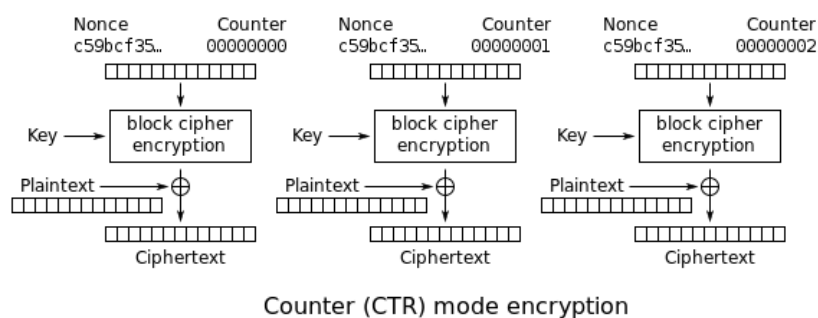 Nonce Counter Nonce Counter Nonce Counter
c59bcf35… 00000000 c59bcf35… 00000001 c59bcf35… 00000002
Key block cipher encryption Key block cipher encryption Key block cipher encryption
Plaintext Plaintext Plaintext
Ciphertext Ciphertext Ciphertext
Counter (CTR) mode encryption